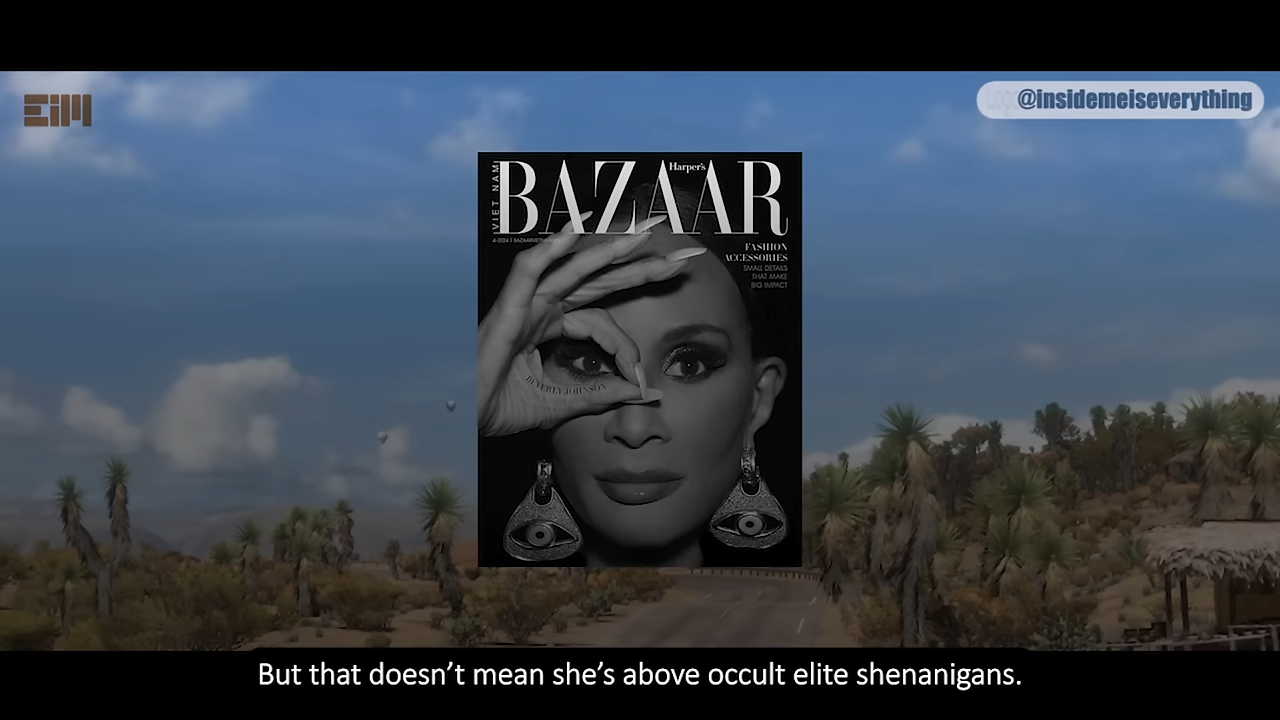 EiM
@insidemeiseverything
VIET NAM
Harper's
BAZAAR
FASHION
ACCESSORIES
SMALL DETAILS
THAT MAKE
BIG IMPACT
BEVERLY JOHNSON
But that doesn't mean she's above occult elite shenanigans.